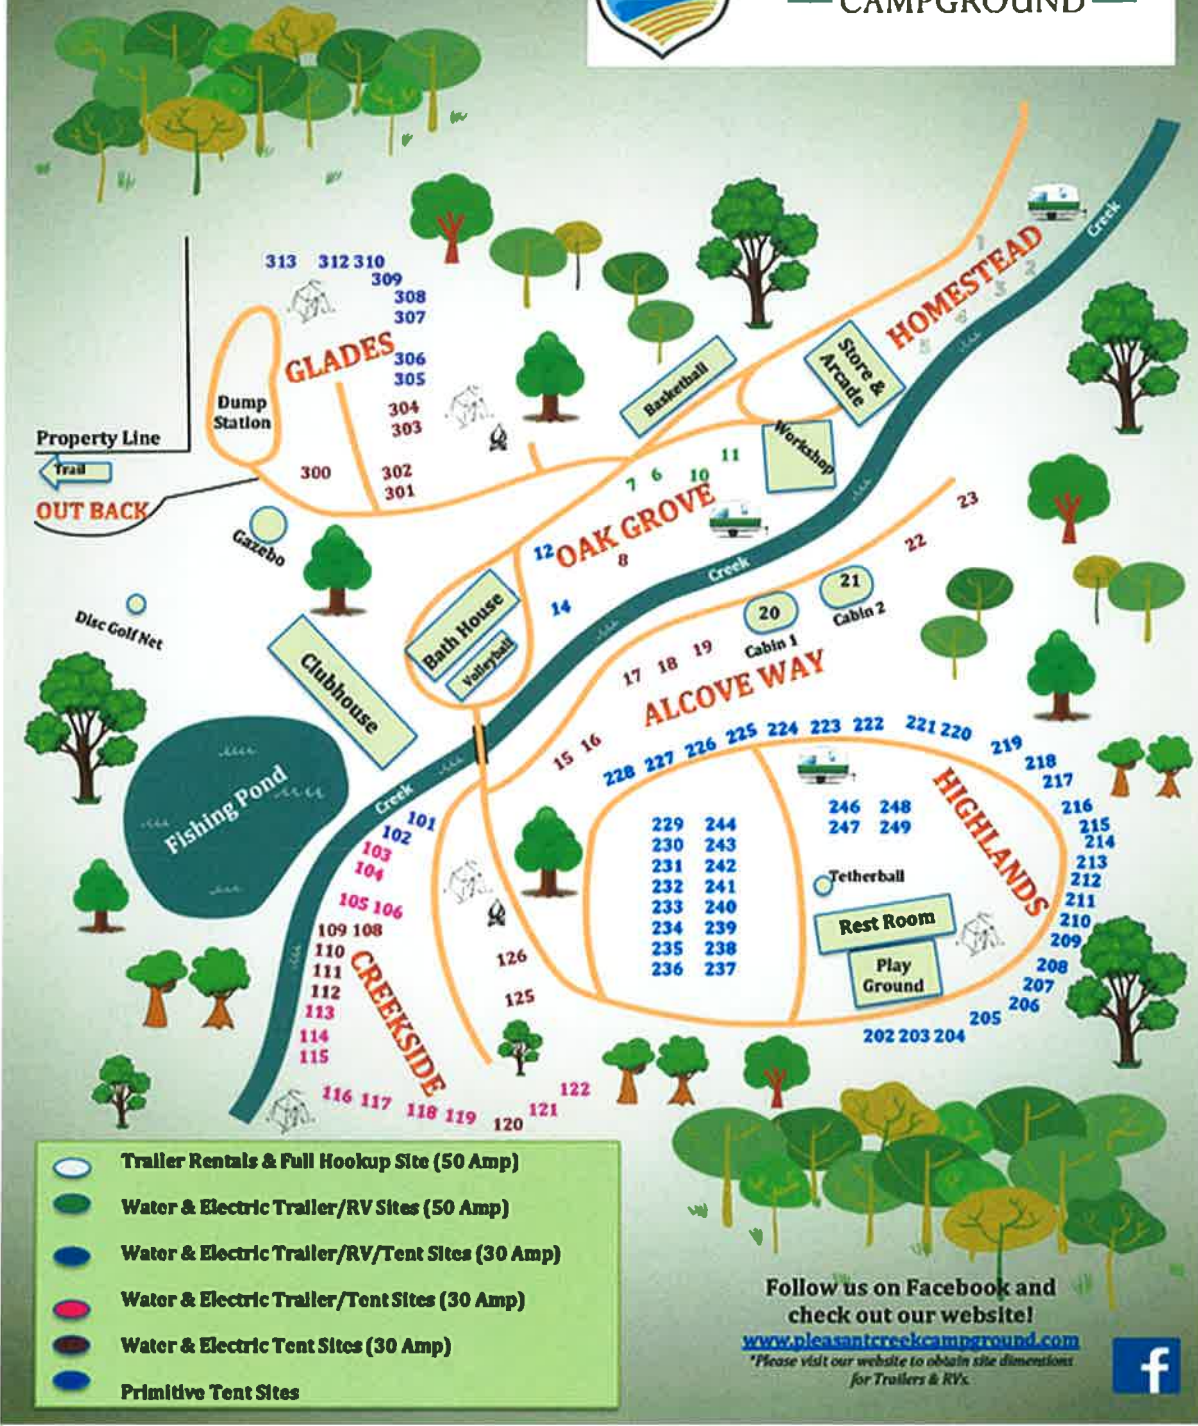 CAMPGROUND
Creek
1
HOMESTEAD
2
3
4
5
313 312 310
309
308
307
GLADES
306
305
304
303
Dump
Station
300
302
301
Property Line
Trail
OUT BACK
Gazebo
Disc Golf Net
Basketball
Store &
Arcade
Workshop
11
10
6
7
OAK GROVE
12
8
14
Creek
23
22
21
Cabin 2
20
Cabin 1
19
18
17
ALCOVE WAY
16
15
Bath House
Volleyball
Clubhouse
Fishing Pond
Creek
228 227 226 225 224 223 222 221 220
219
218
217
216
215
214
213
212
211
210
209
208
207
206
205
202 203 204
HIGHLANDS
246 248
247 249
229 244
230 243
231 242
232 241
233 240
234 239
235 238
236 237
Tetherball
Rest Room
Play
Ground
101
102
103
104
105 106
109 108
110
111
112
113
114
115
CREEKSIDE
126
125
116 117 118 119 120 121 122
Trailer Rentals & Full Hookup Site (50 Amp)
Water & Electric Trailer/RV Sites (50 Amp)
Water & Electric Trailer/RV/Tent Sites (30 Amp)
Water & Electric Trailer/Tent Sites (30 Amp)
Water & Electric Tent Sites (30 Amp)
Primitive Tent Sites
Follow us on Facebook and
check out our website!
www.pleasantcreekcampground.com
*Please visit our website to obtain site dimensions
for Trailers & RVs.
f